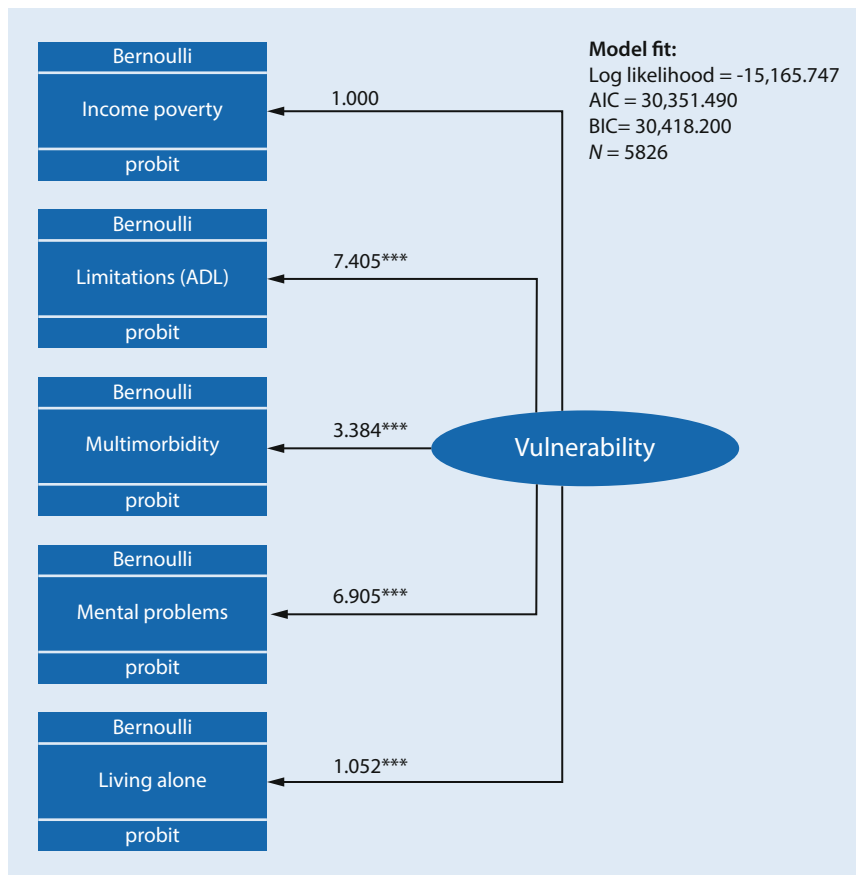 Model fit:
Log likelihood = -15,165.747
AIC = 30,351.490
BIC= 30,418.200
N = 5826
Bernoulli
Income poverty
probit
1.000
Bernoulli
Limitations (ADL)
probit
7.405***
Bernoulli
Multimorbidity
probit
3.384***
Vulnerability
Bernoulli
Mental problems
probit
6.905***
Bernoulli
Living alone
probit
1.052***